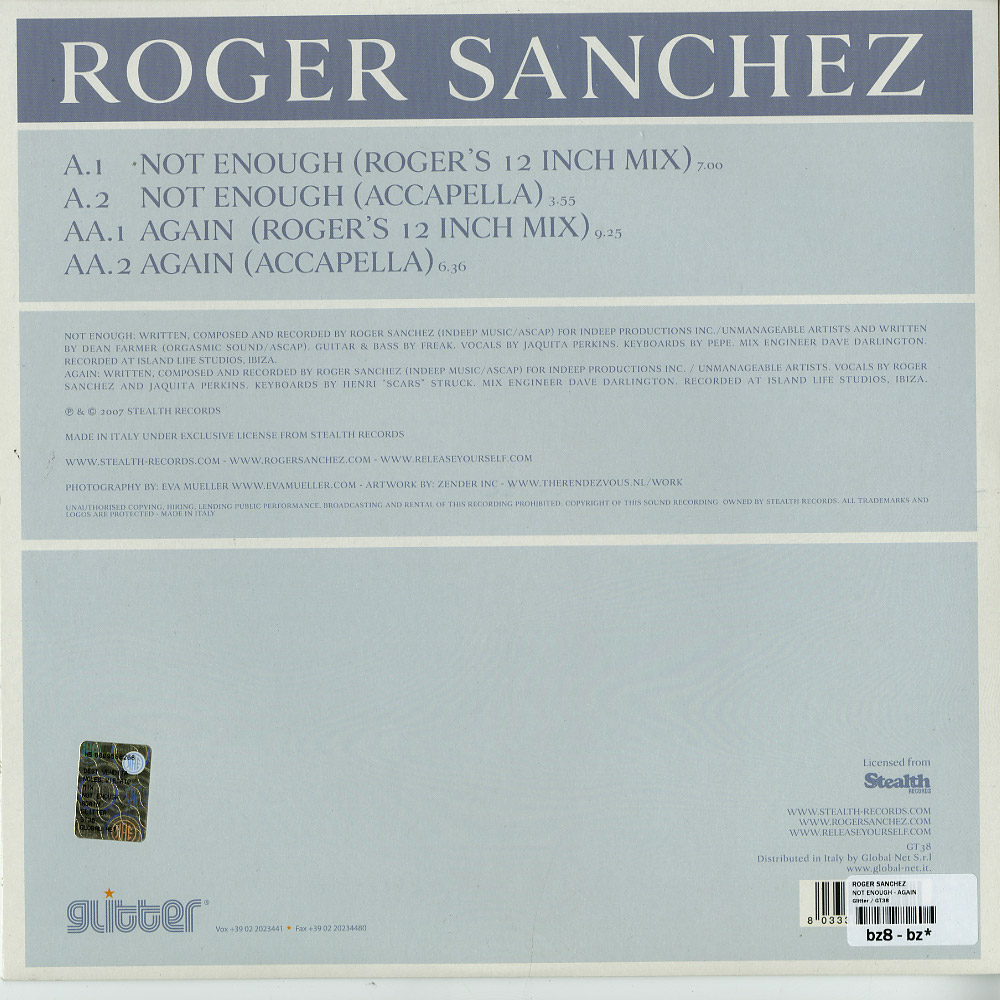 ROGER SANCHEZ
A.1 NOT ENOUGH (ROGER'S 12 INCH MIX) 7.00
A.2 NOT ENOUGH (ACCAPELLA) 3.55
AA.1 AGAIN (ROGER'S 12 INCH MIX) 9.25
AA.2 AGAIN (ACCAPELLA) 6.36
NOT ENOUGH: WRITTEN, COMPOSED AND RECORDED BY ROGER SANCHEZ (INDEEP MUSIC/ASCAP) FOR INDEEP PRODUCTIONS INC./UNMANAGEABLE ARTISTS AND WRITTEN
BY DEAN FARMER (ORGASMIC SOUND/ASCAP). GUITAR & BASS BY FREAK. VOCALS BY JAQUITA PERKINS. KEYBOARDS BY PEPE. MIX ENGINEER DAVE DARLINGTON.
RECORDED AT ISLAND LIFE STUDIOS, IBIZA.
AGAIN: WRITTEN, COMPOSED AND RECORDED BY ROGER SANCHEZ (INDEEP MUSIC/ASCAP) FOR INDEEP PRODUCTIONS INC. / UNMANAGEABLE ARTISTS. VOCALS BY ROGER
SANCHEZ AND JAQUITA PERKINS. KEYBOARDS BY HENRI "SCARS" STRUCK. MIX ENGINEER DAVE DARLINGTON. RECORDED AT ISLAND LIFE STUDIOS, IBIZA.
℗ & © 2007 STEALTH RECORDS
MADE IN ITALY UNDER EXCLUSIVE LICENSE FROM STEALTH RECORDS
WWW.STEALTH-RECORDS.COM - WWW.ROGERSANCHEZ.COM - WWW.RELEASEYOURSELF.COM
PHOTOGRAPHY BY: EVA MUELLER WWW.EVAMUELLER.COM - ARTWORK BY: ZENDER INC - WWW.THERENDEZVOUS.NL/WORK
UNAUTHORISED COPYING, HIRING, LENDING PUBLIC PERFORMANCE, BROADCASTING AND RENTAL OF THIS RECORDING PROHIBITED. COPYRIGHT OF THIS SOUND RECORDING OWNED BY STEALTH RECORDS. ALL TRADEMARKS AND
LOGOS ARE PROTECTED - MADE IN ITALY
Licensed from
Stealth
RECORDS
WWW.STEALTH-RECORDS.COM
WWW.ROGERSANCHEZ.COM
WWW.RELEASEYOURSELF.COM
GT38
Distributed in Italy by Global Net S.r.l
www.global-net.it.
glitter®
Vox +39 02 2023441 * Fax +39 02 20234480
8 0333
ROGER SANCHEZ
NOT ENOUGH - AGAIN
Glitter / GT38
bz8 - bz*